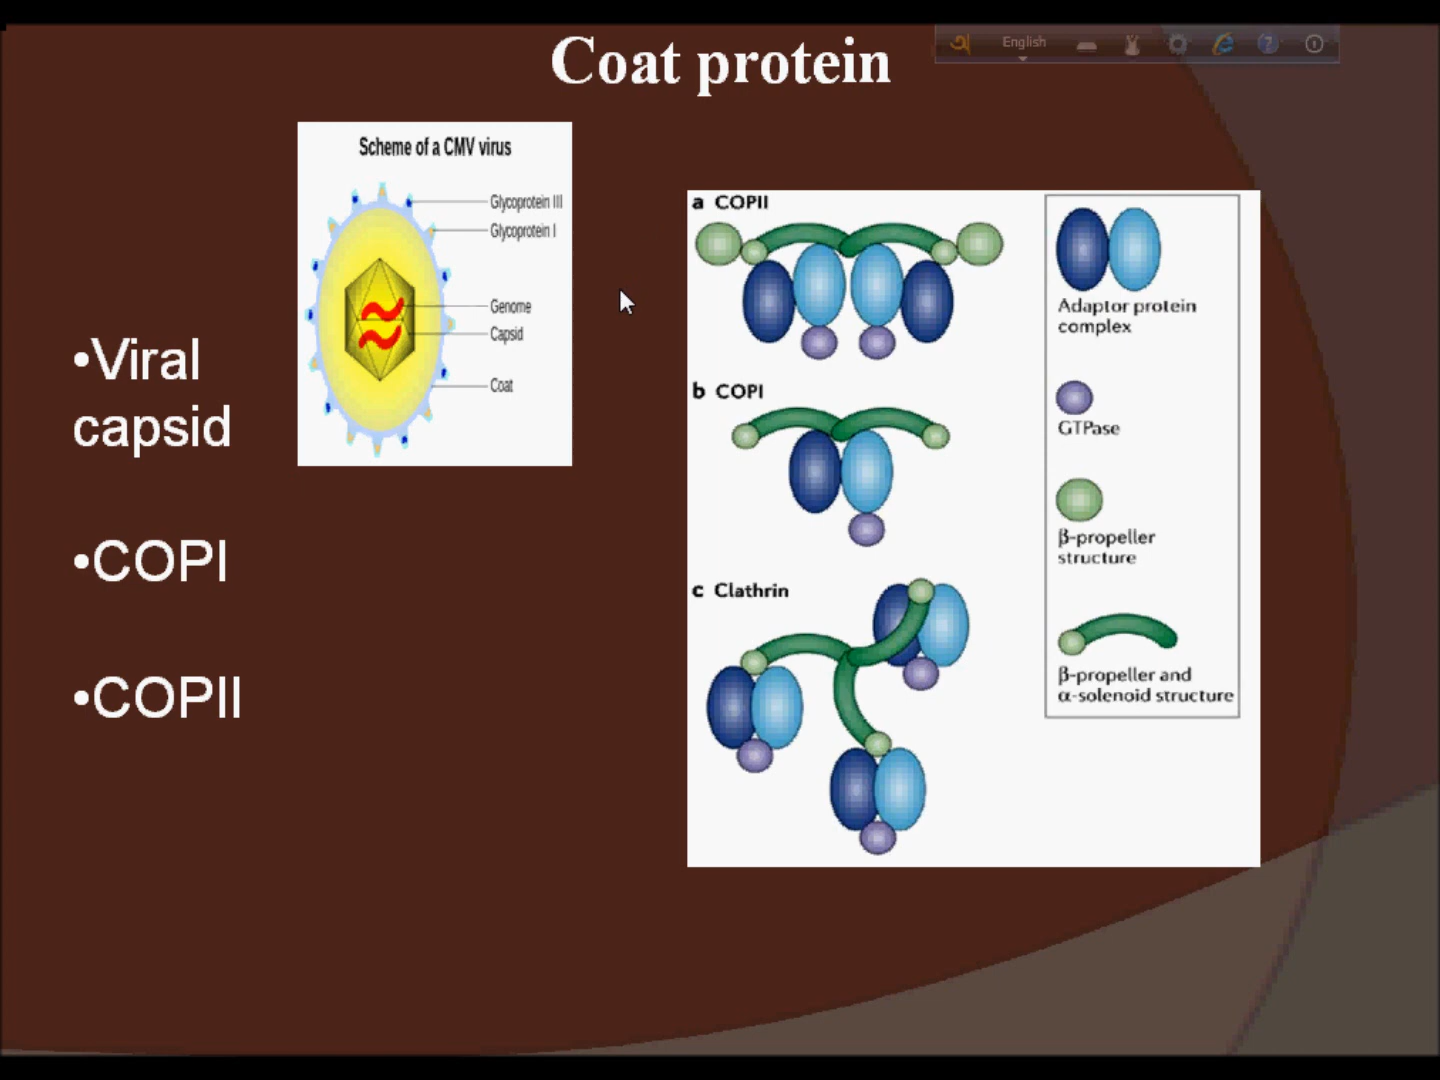 Coat protein
English
Scheme of a CMV virus
Glycoprotein III
Glycoprotein I
Genome
Capsid
Coat
•Viral
capsid
•COPI
•COPII
a COPII
b COPI
c Clathrin
Adaptor protein
complex
GTPase
β-propeller
structure
β-propeller and
α-solenoid structure